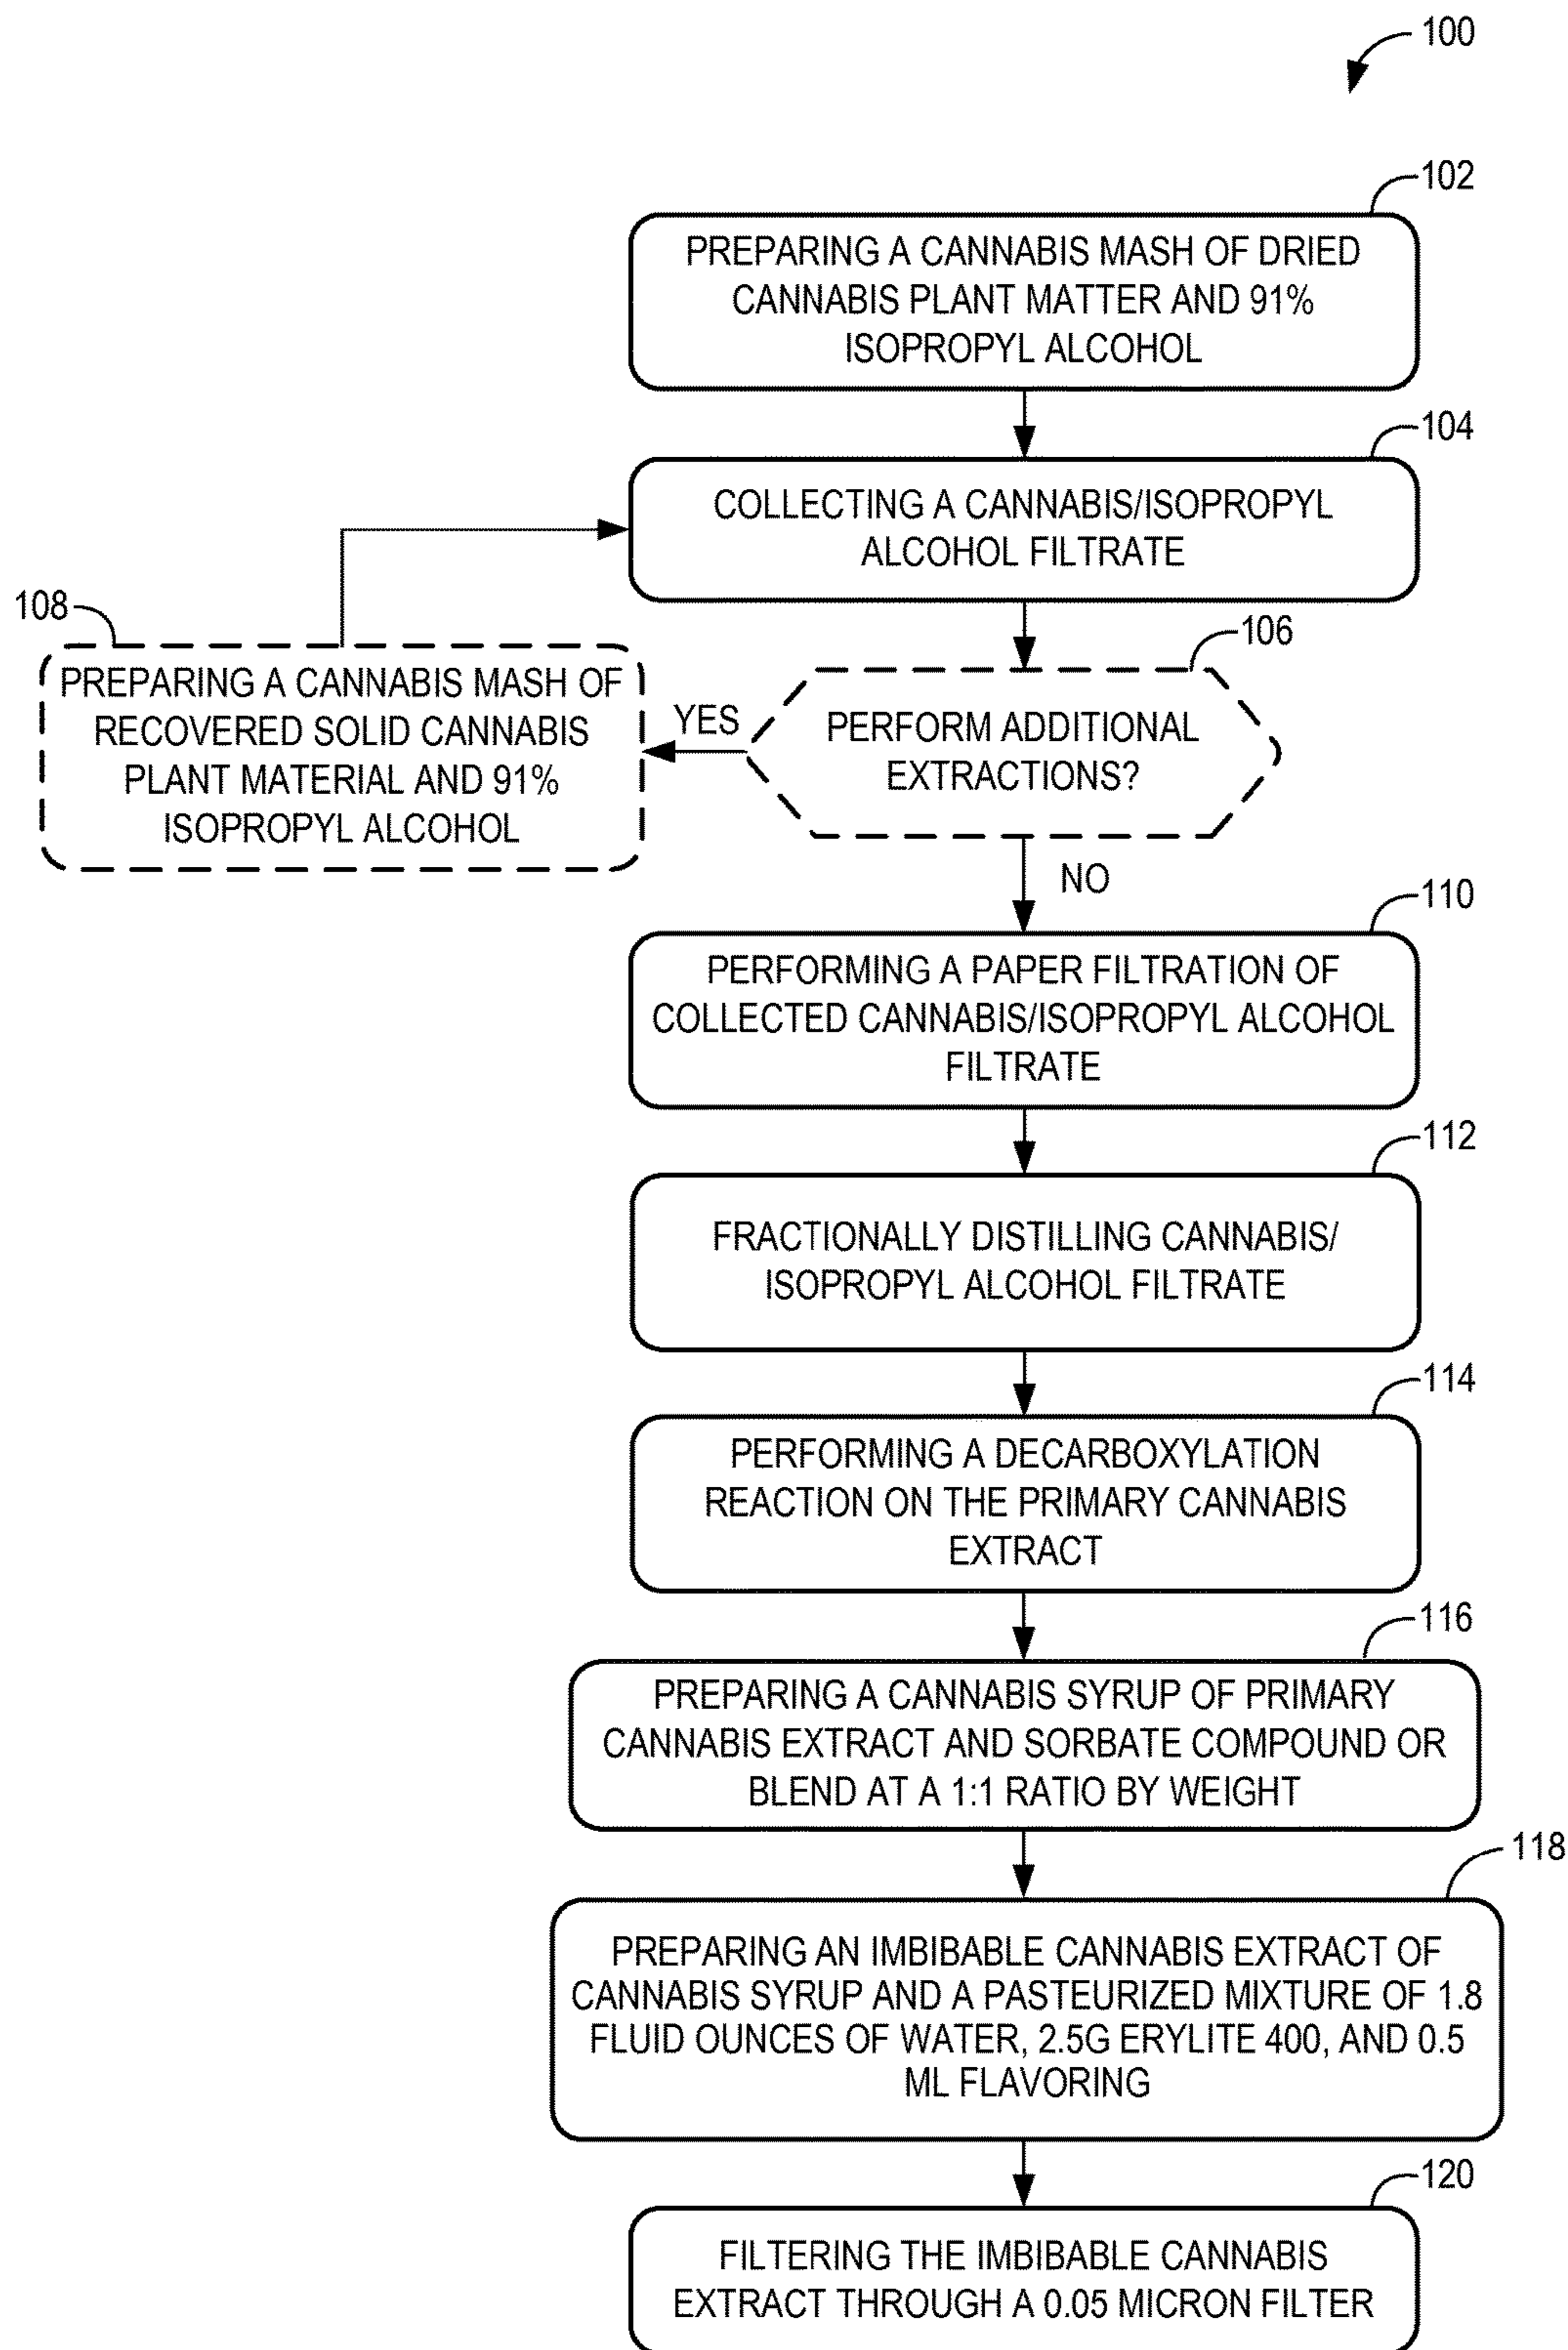 100
102
PREPARING A CANNABIS MASH OF DRIED
CANNABIS PLANT MATTER AND 91%
ISOPROPYL ALCOHOL
104
COLLECTING A CANNABIS/ISOPROPYL
ALCOHOL FILTRATE
106
PERFORM ADDITIONAL
EXTRACTIONS?
YES
108
PREPARING A CANNABIS MASH OF
RECOVERED SOLID CANNABIS
PLANT MATERIAL AND 91%
ISOPROPYL ALCOHOL
NO
110
PERFORMING A PAPER FILTRATION OF
COLLECTED CANNABIS/ISOPROPYL ALCOHOL
FILTRATE
112
FRACTIONALLY DISTILLING CANNABIS/
ISOPROPYL ALCOHOL FILTRATE
114
PERFORMING A DECARBOXYLATION
REACTION ON THE PRIMARY CANNABIS
EXTRACT
116
PREPARING A CANNABIS SYRUP OF PRIMARY
CANNABIS EXTRACT AND SORBATE COMPOUND OR
BLEND AT A 1:1 RATIO BY WEIGHT
118
PREPARING AN IMBIBABLE CANNABIS EXTRACT OF
CANNABIS SYRUP AND A PASTEURIZED MIXTURE OF 1.8
FLUID OUNCES OF WATER, 2.5G ERYLITE 400, AND 0.5
ML FLAVORING
120
FILTERING THE IMBIBABLE CANNABIS
EXTRACT THROUGH A 0.05 MICRON FILTER